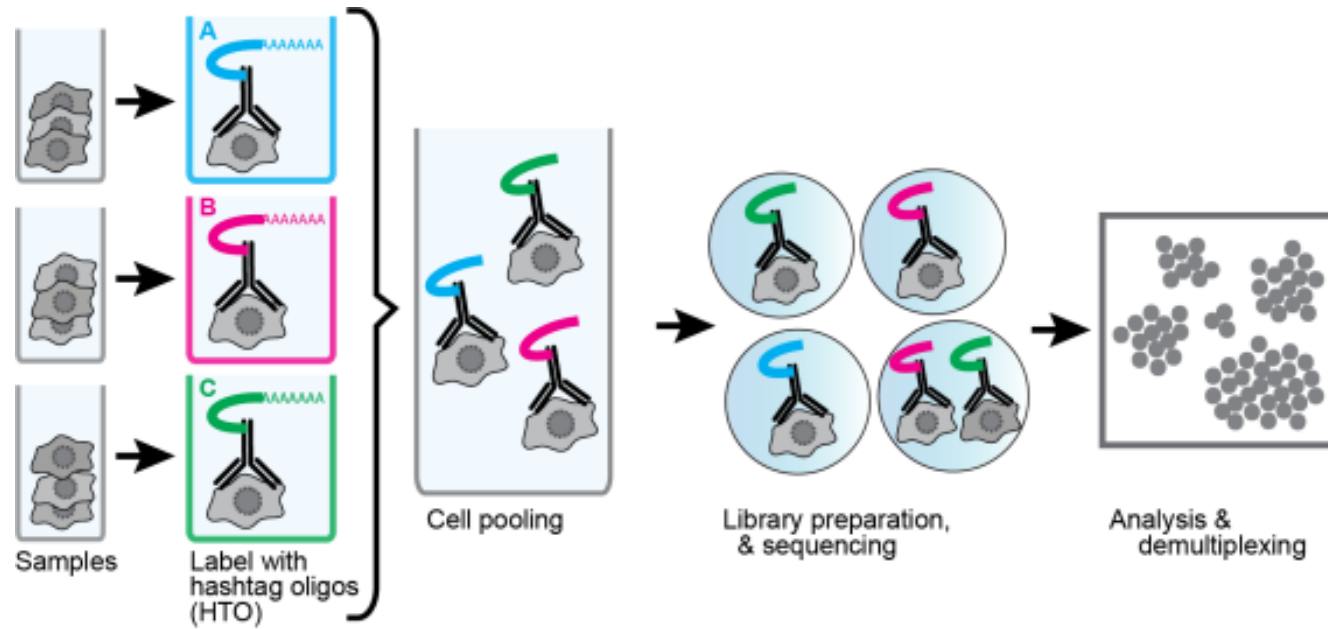 A
AAAAAAA
B
AAAAAAA
C
AAAAAAA
Samples
Label with
hashtag oligos
(HTO)
Cell pooling
Library preparation,
& sequencing
Analysis &
demultiplexing